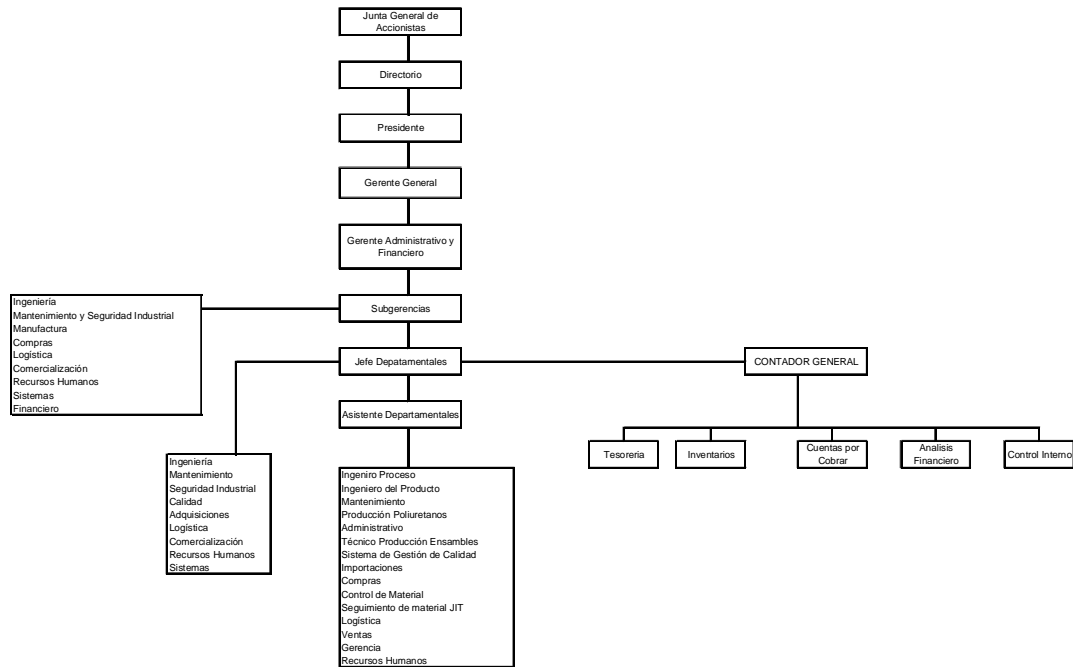 Junta General de
Accionistas
Directorio
Presidente
Gerente General
Gerente Administrativo y
Financiero
Subgerencias
Ingenieria
Mantenimiento y Seguridad Industrial
Manufactura
Compras
Logística
Comercialización
Recursos Humanos
Sistemas
Financiero
Jefe Depatamentales
CONTADOR GENERAL
Asistente Departamentales
Tesoreria
Inventarios
Cuentas por
Cobrar
Analisis
Financiero
Control Interno
Ingeniería
Mantenimiento
Seguridad Industrial
Calidad
Adquisiciones
Logística
Comercialización
Recursos Humanos
Sistemas
Ingeniro Proceso
Ingeniero del Producto
Mantenimiento
Producción Poliuretanos
Administrativo
Técnico Producción Ensambles
Sistema de Gestión de Calidad
Importaciones
Compras
Control de Material
Seguimiento de material JIT
Logística
Ventas
Gerencia
Recursos Humanos